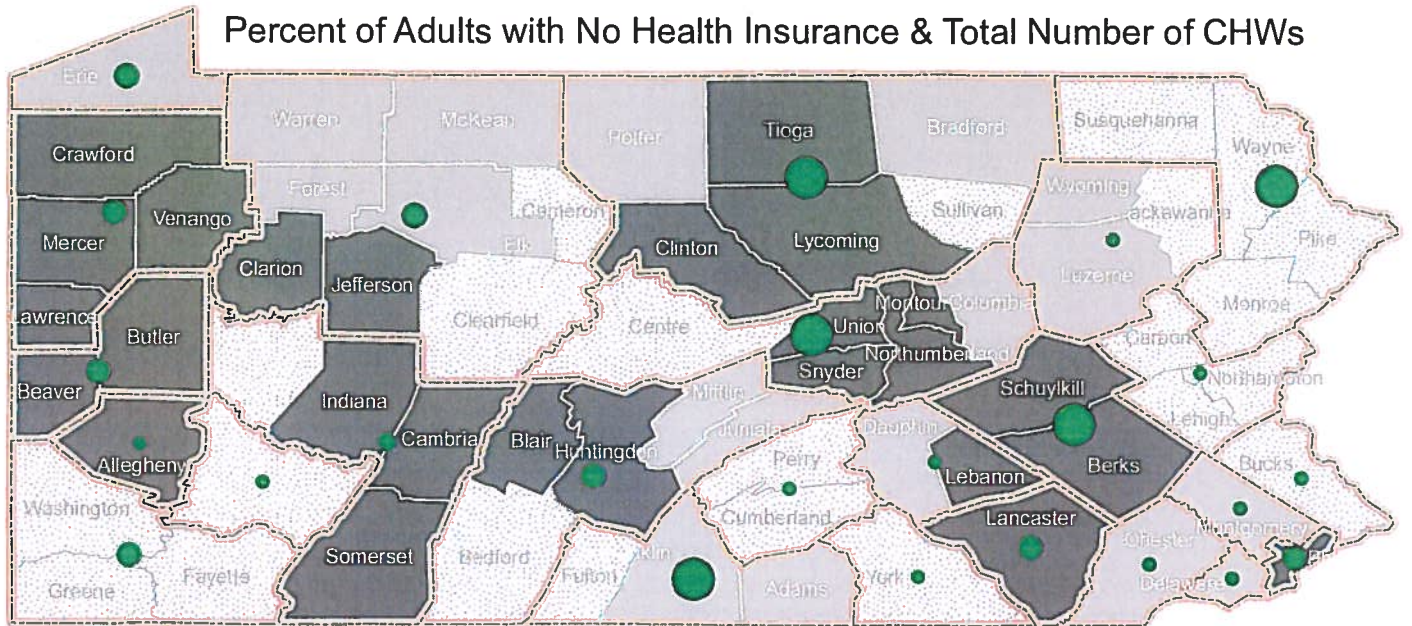 Percent of Adults with No Health Insurance & Total Number of CHWs
Erie
Warren
McKean
Potter
Tioga
Bradford
Susquehanna
Wayne
Crawford
Forest
Wyoming
Cameron
Sullivan
Lackawanna
Venango
Mercer
Elk
Clinton
Lycoming
Pike
Clarion
Jefferson
Luzerne
Lawrence
Montour
Columbia
Monroe
Butler
Clearfield
Centre
Union
Carbon
Northumberland
Snyder
Northampton
Beaver
Schuylkill
Indiana
Mifflin
Lehigh
Cambria
Blair
Huntingdon
Juniata
Dauphin
Allegheny
Perry
Lebanon
Berks
Bucks
Washington
Cumberland
Lancaster
Montgomery
Somerset
Bedford
Fulton
klin
Chester
Greene
Fayette
Adams
York
Delaware